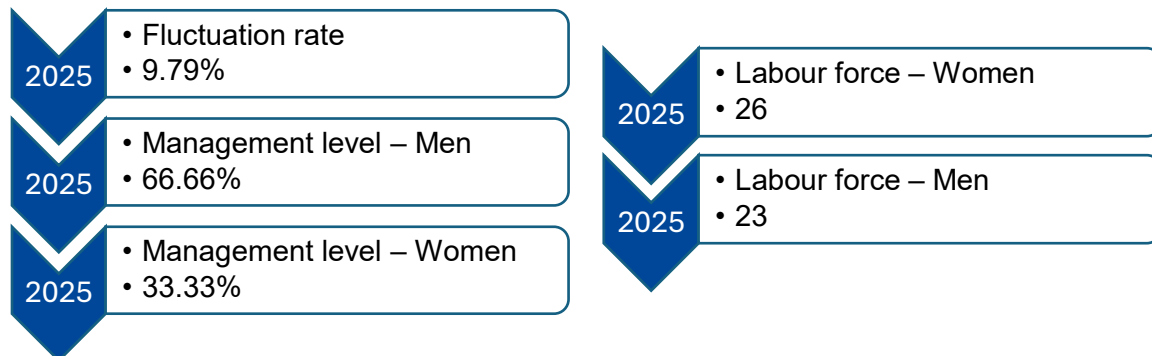 2025
• Fluctuation rate
• 9.79%
2025
• Management level – Men
• 66.66%
2025
• Management level – Women
• 33.33%
2025
• Labour force – Women
• 26
2025
• Labour force – Men
• 23